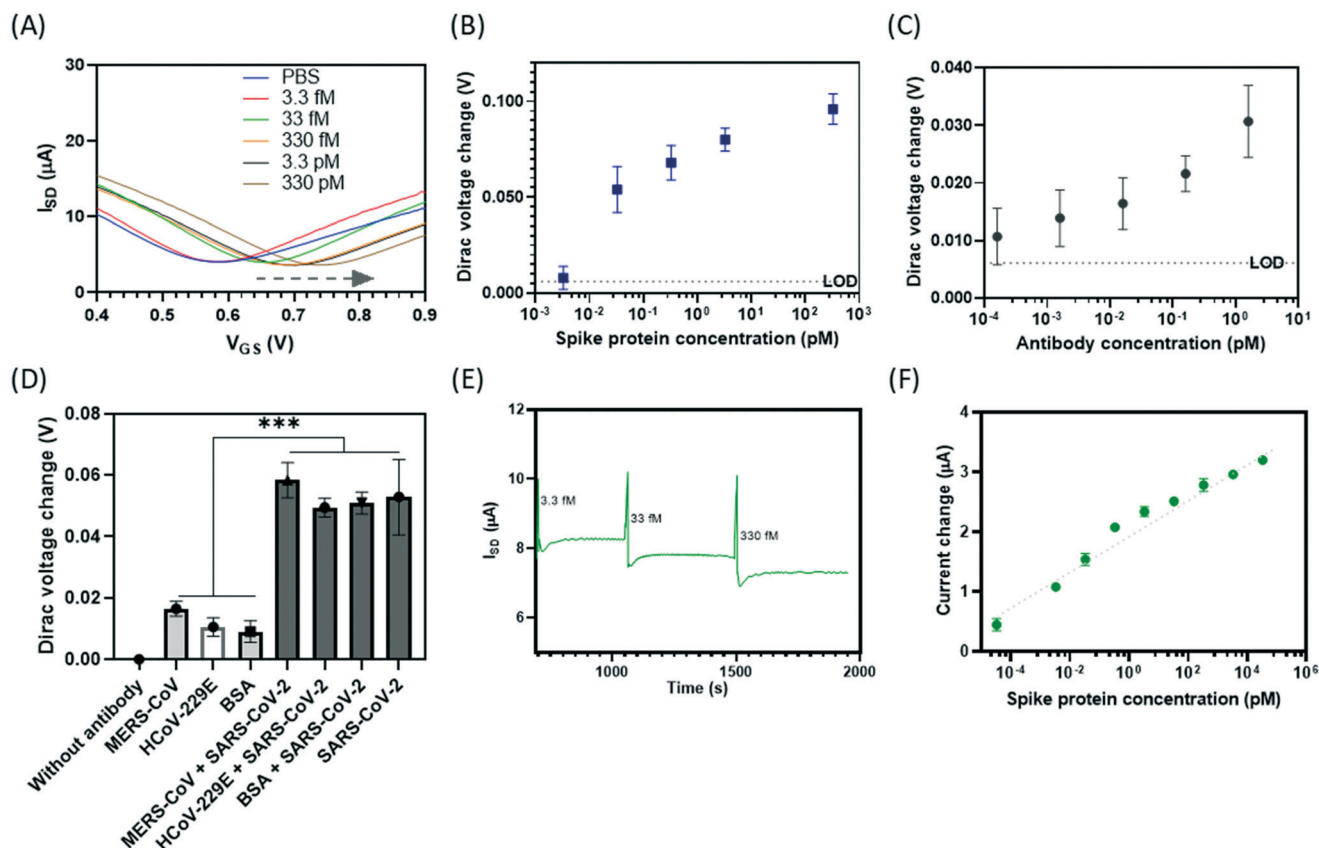 (A)
30
20
10
0
I_SD (µA)
0.4 0.5 0.6 0.7 0.8 0.9
V_GS (V)
PBS
3.3 fM
33 fM
330 fM
3.3 pM
330 pM
(B)
0.100
0.050
0.000
Dirac voltage change (V)
LOD
10^-3 10^-2 10^-1 10^0 10^1 10^2 10^3
Spike protein concentration (pM)
(C)
0.040
0.030
0.020
0.010
0.000
Dirac voltage change (V)
LOD
10^-4 10^-3 10^-2 10^-1 10^0 10^1
Antibody concentration (pM)
(D)
0.08
0.06
0.04
0.02
0.00
Dirac voltage change (V)
***
Without antibody
MERS-CoV
HCoV-229E
BSA
MERS-CoV + SARS-CoV-2
HCoV-229E + SARS-CoV-2
BSA + SARS-CoV-2
SARS-CoV-2
(E)
12
10
8
6
I_SD (µA)
3.3 fM
33 fM
330 fM
1000 1500 2000
Time (s)
(F)
4
3
2
1
0
Current change (µA)
10^-4 10^-2 10^0 10^2 10^4 10^6
Spike protein concentration (pM)